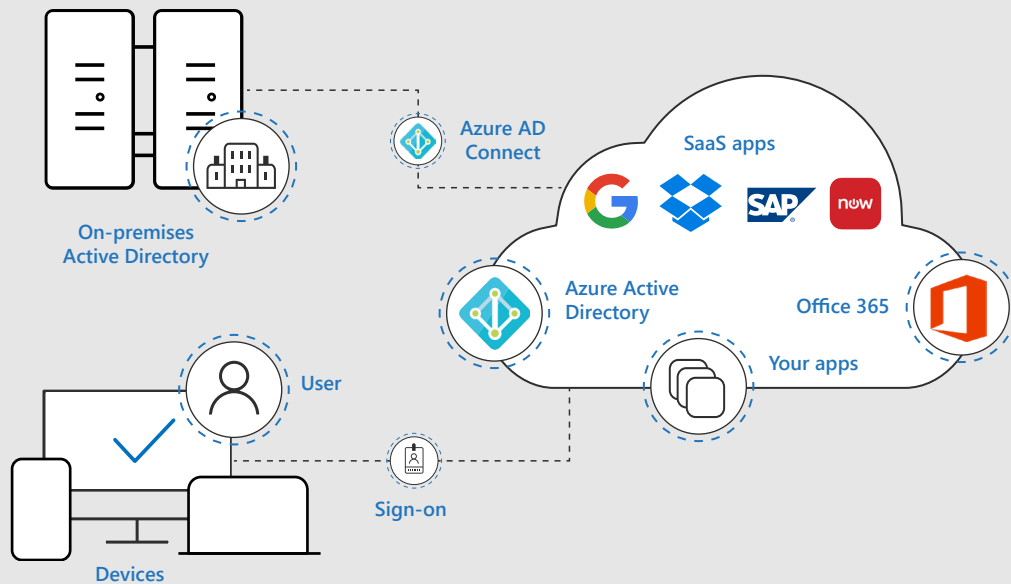 Azure AD
Connect
SaaS apps
SAP
®
now
On-premises
Active Directory
Azure Active
Directory
Office 365
Your apps
User
Sign-on
Devices